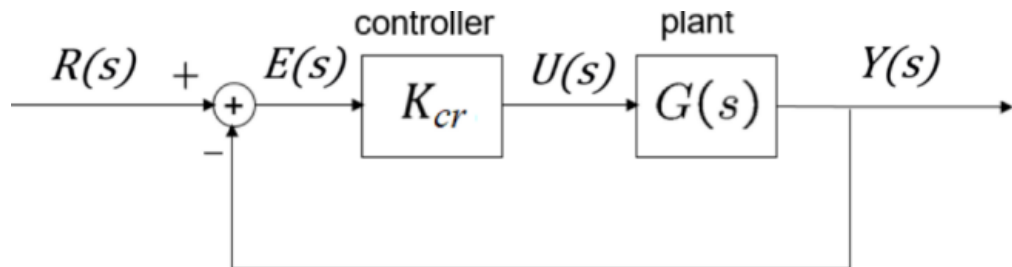 controller
plant
R(s) + E(s) K_cr U(s) G(s) Y(s)
+
−